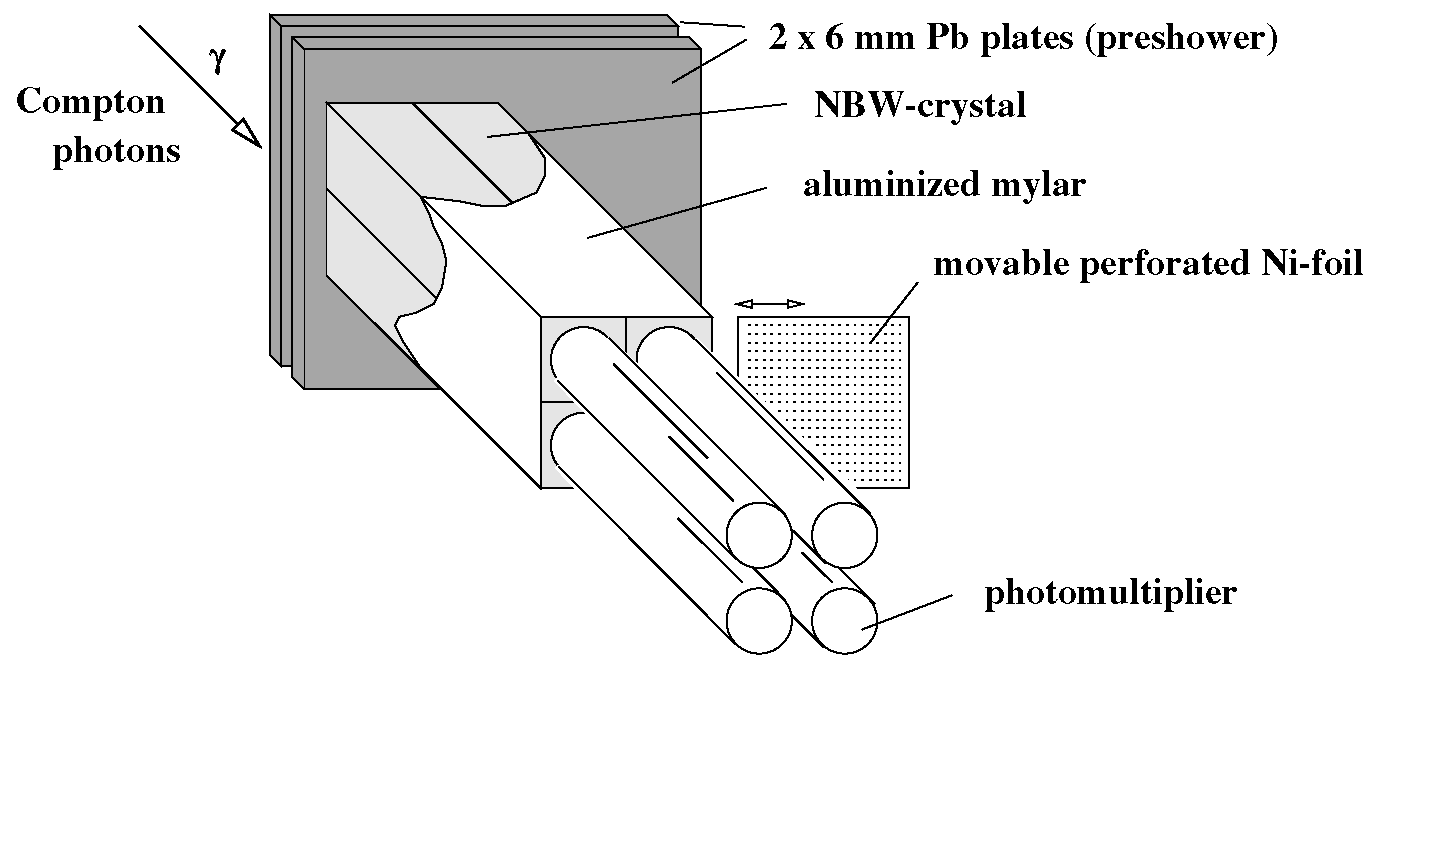 γ
2 x 6 mm Pb plates (preshower)
Compton
photons
NBW-crystal
aluminized mylar
movable perforated Ni-foil
photomultiplier